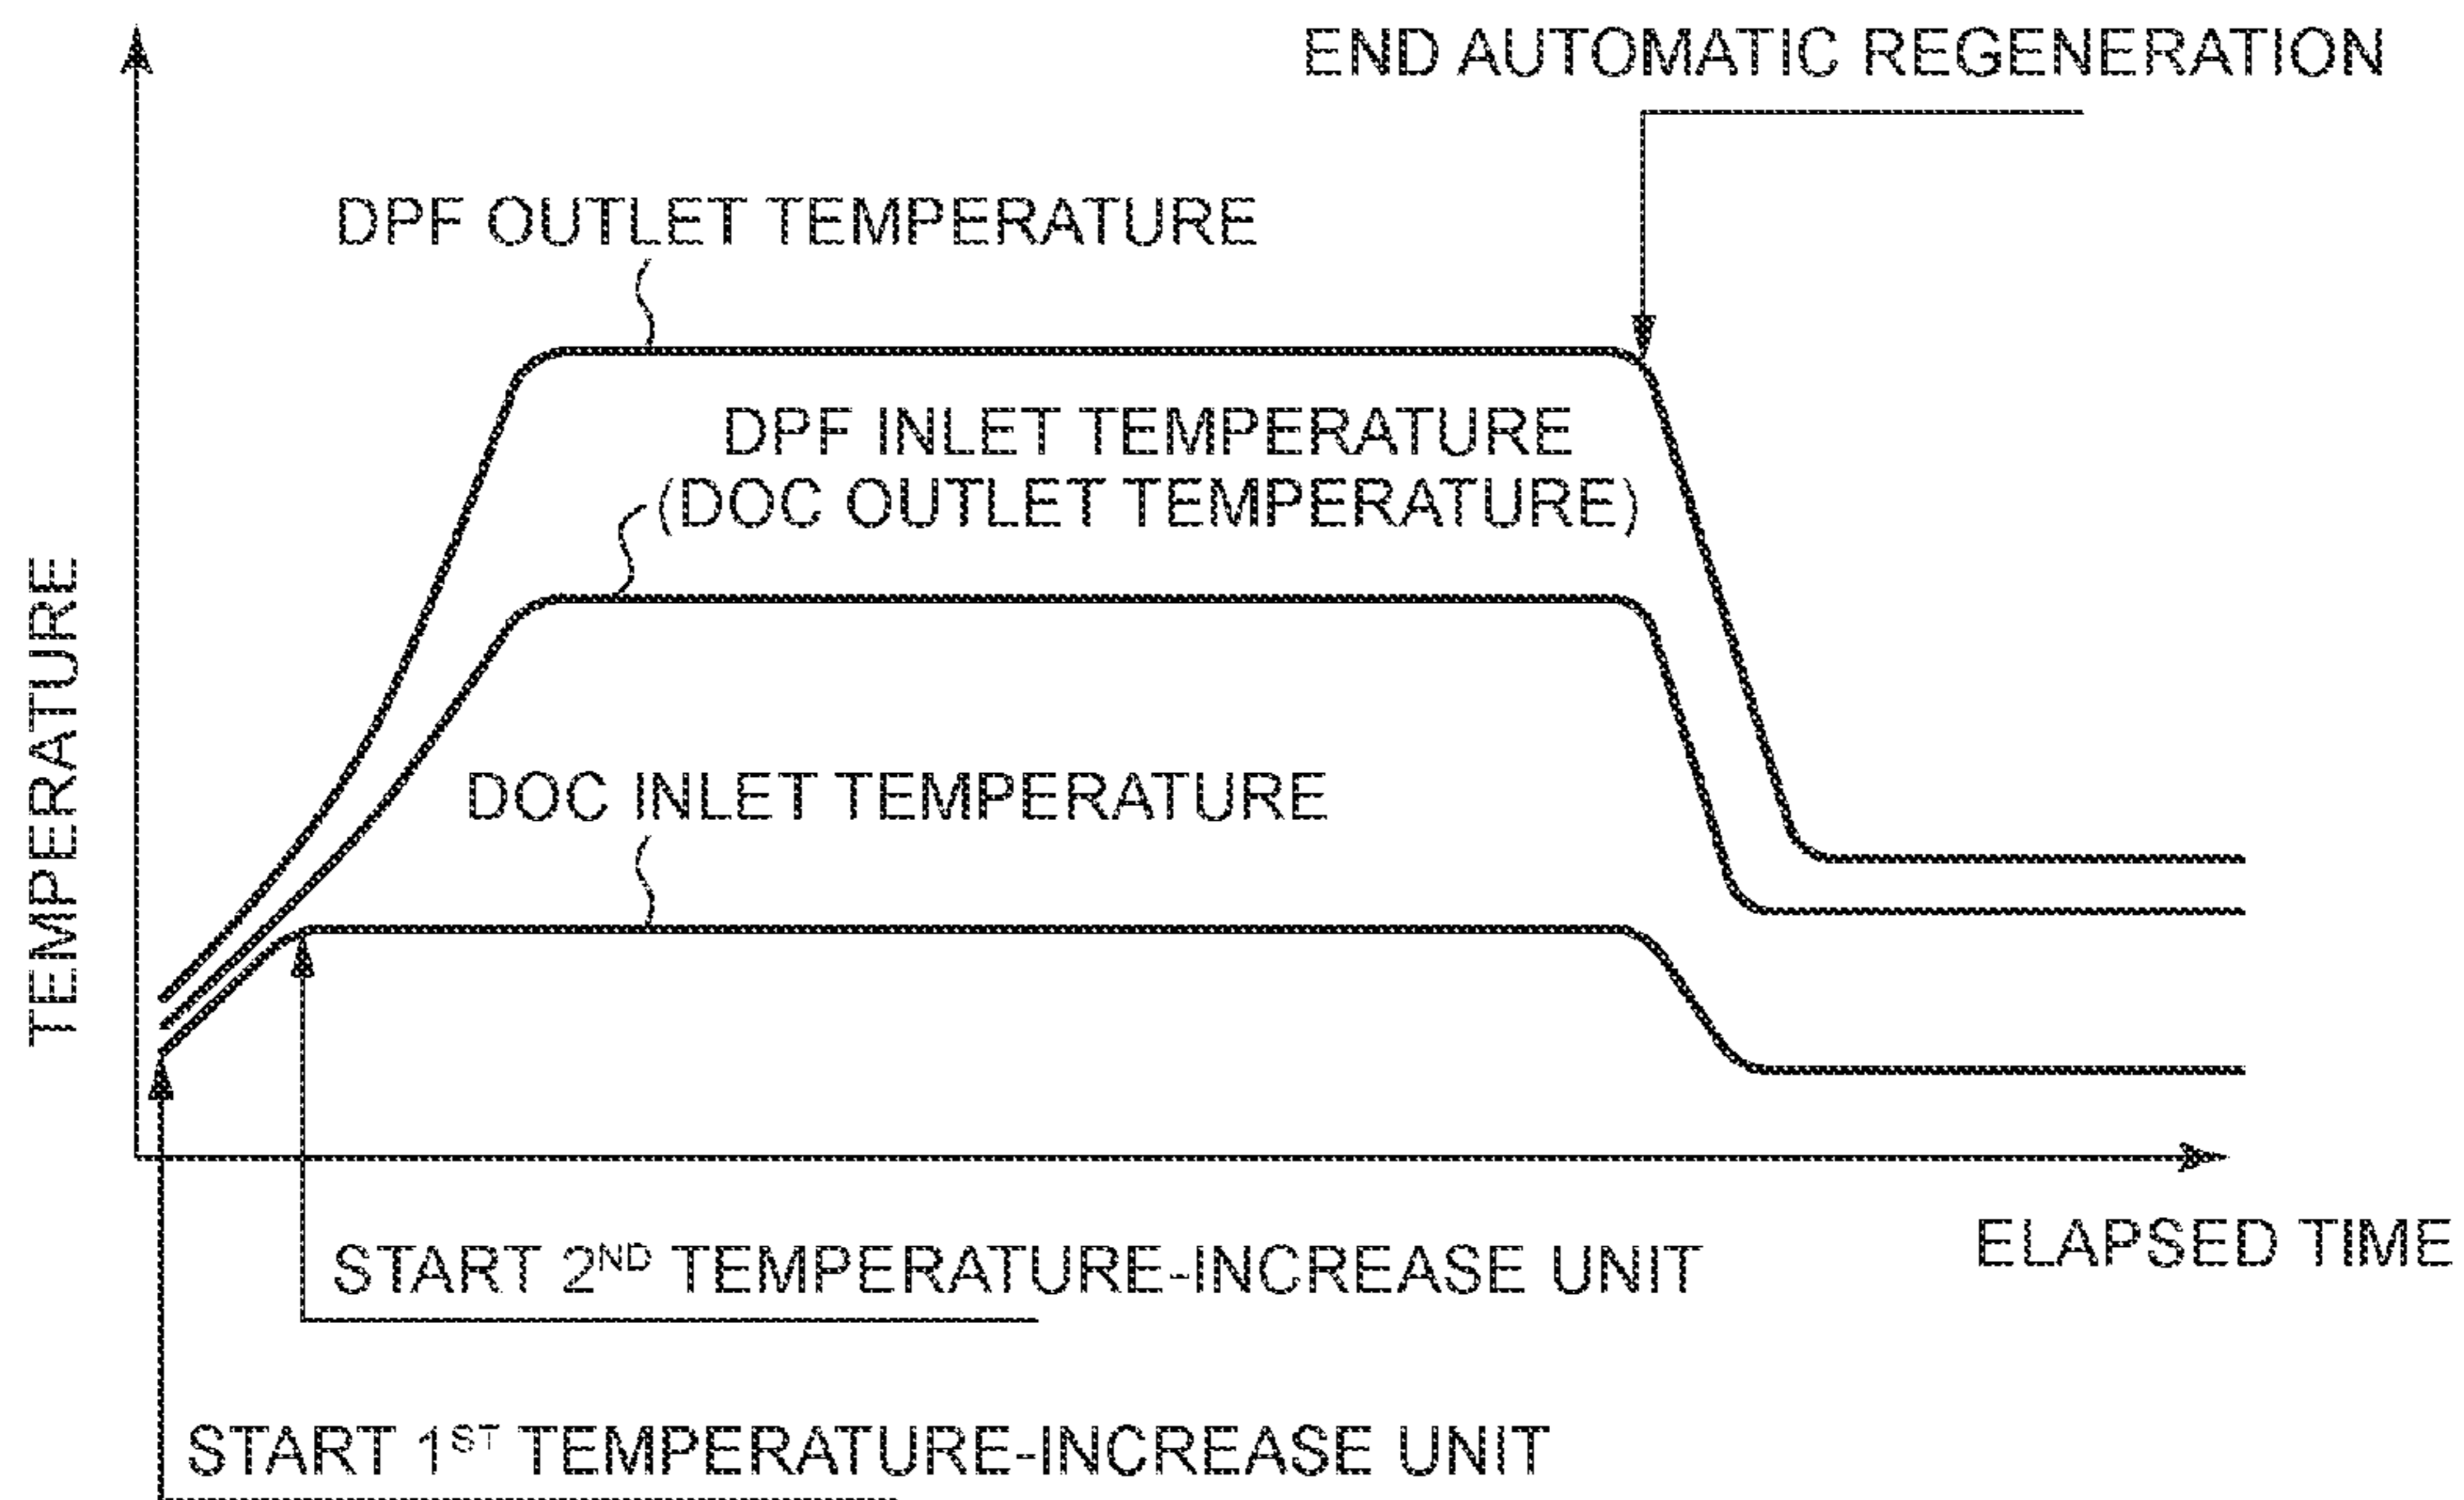 END AUTOMATIC REGENERATION
DPF OUTLET TEMPERATURE
DPF INLET TEMPERATURE
(DOC OUTLET TEMPERATURE)
DOC INLET TEMPERATURE
TEMPERATURE
ELAPSED TIME
START 2ND TEMPERATURE-INCREASE UNIT
START 1ST TEMPERATURE-INCREASE UNIT